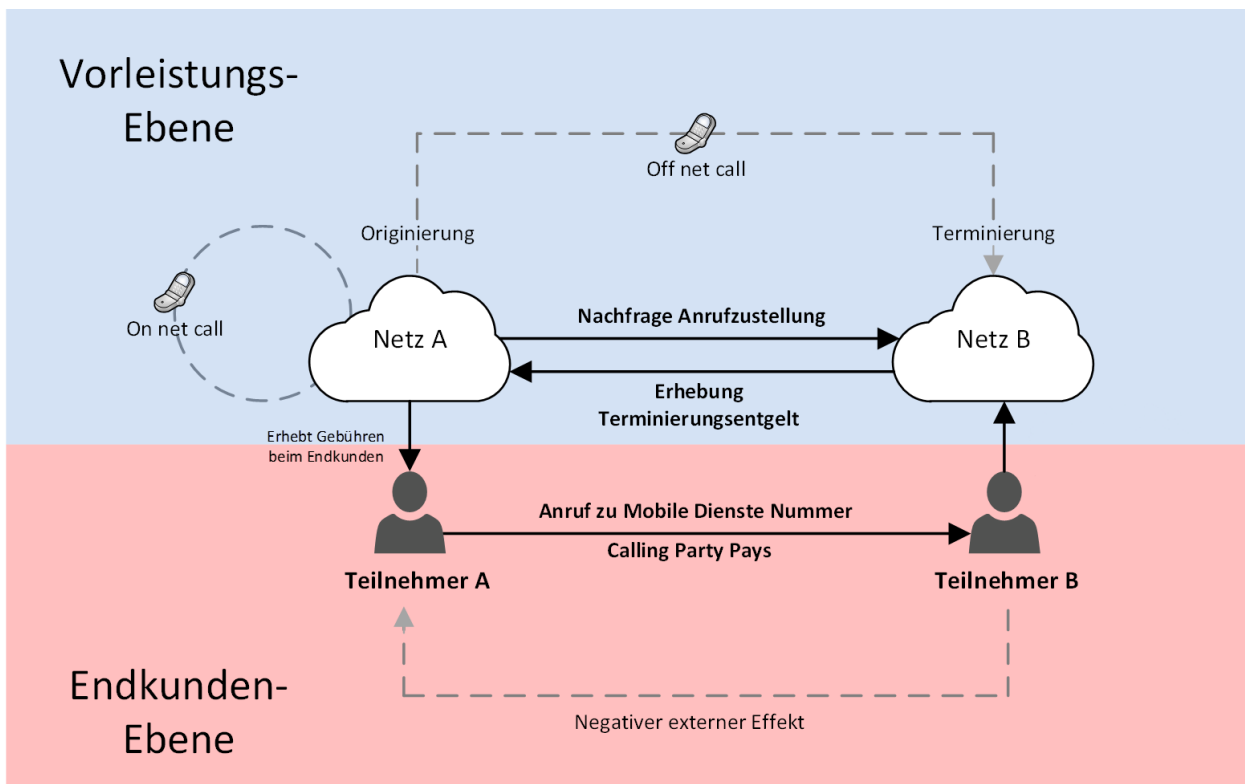 Vorleistungs-
Ebene
Off net call
Originierung
Terminierung
On net call
Netz A
Nachfrage Anrufzustellung
Netz B
Erhebung
Terminierungsentgelt
Erhebt Gebühren
beim Endkunden
Anruf zu Mobile Dienste Nummer
Calling Party Pays
Teilnehmer A
Teilnehmer B
Endkunden-
Ebene
Negativer externer Effekt